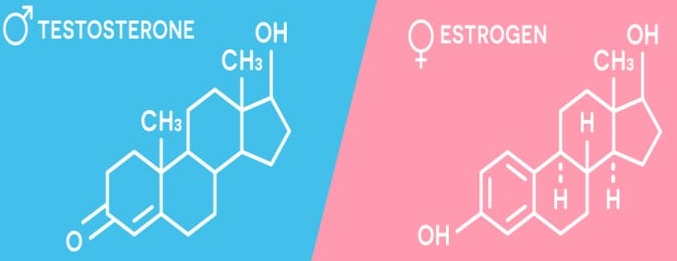 TESTOSTERONE
OH
CH₃
CH₃
O
ESTROGEN
OH
CH₃
H
H
H
OH